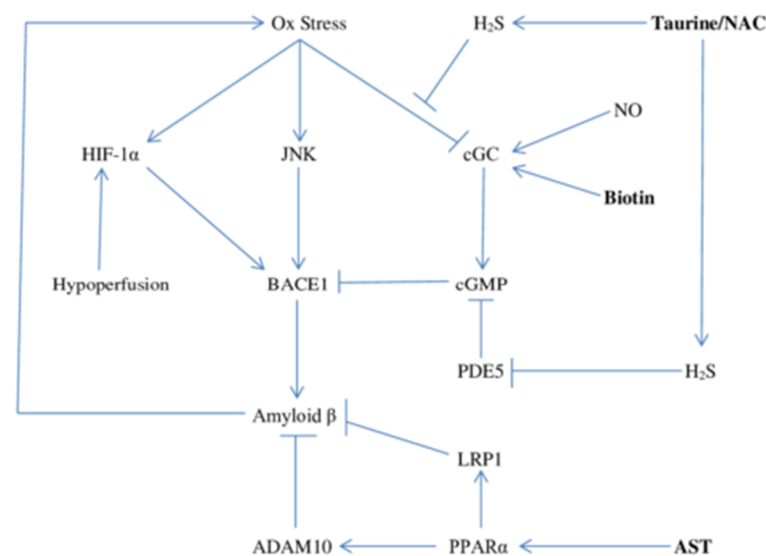 Ox Stress H₂S Taurine/NAC
NO
HIF-1α JNK cGC
Biotin
Hypoperfusion BACE1 cGMP
PDE5 H₂S
Amyloid β
LRP1
ADAM10 PPARα AST